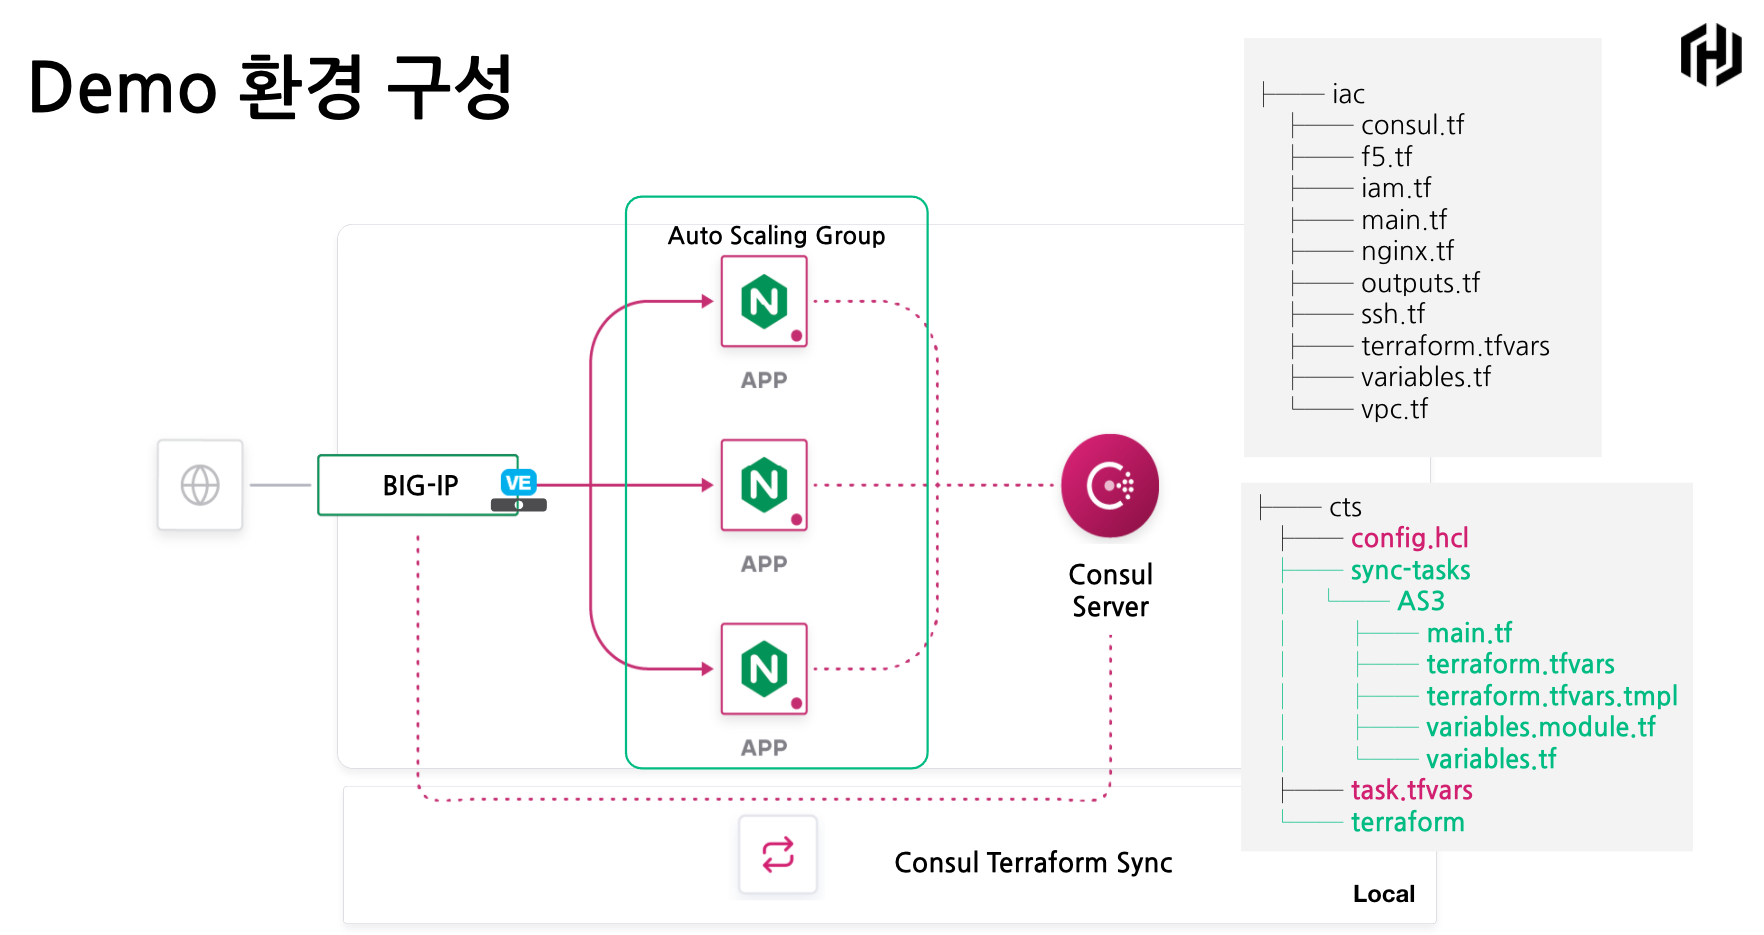 Demo 환경 구성
Auto Scaling Group
APP
BIG-IP
VE
APP
Consul
Server
APP
Consul Terraform Sync
Local
├── iac
├── consul.tf
├── f5.tf
├── iam.tf
├── main.tf
├── nginx.tf
├── outputs.tf
├── ssh.tf
├── terraform.tfvars
├── variables.tf
└── vpc.tf
├── cts
├── config.hcl
├── sync-tasks
│ └── AS3
│ ├── main.tf
│ ├── terraform.tfvars
│ ├── terraform.tfvars.tmpl
│ ├── variables.module.tf
│ └── variables.tf
├── task.tfvars
└── terraform